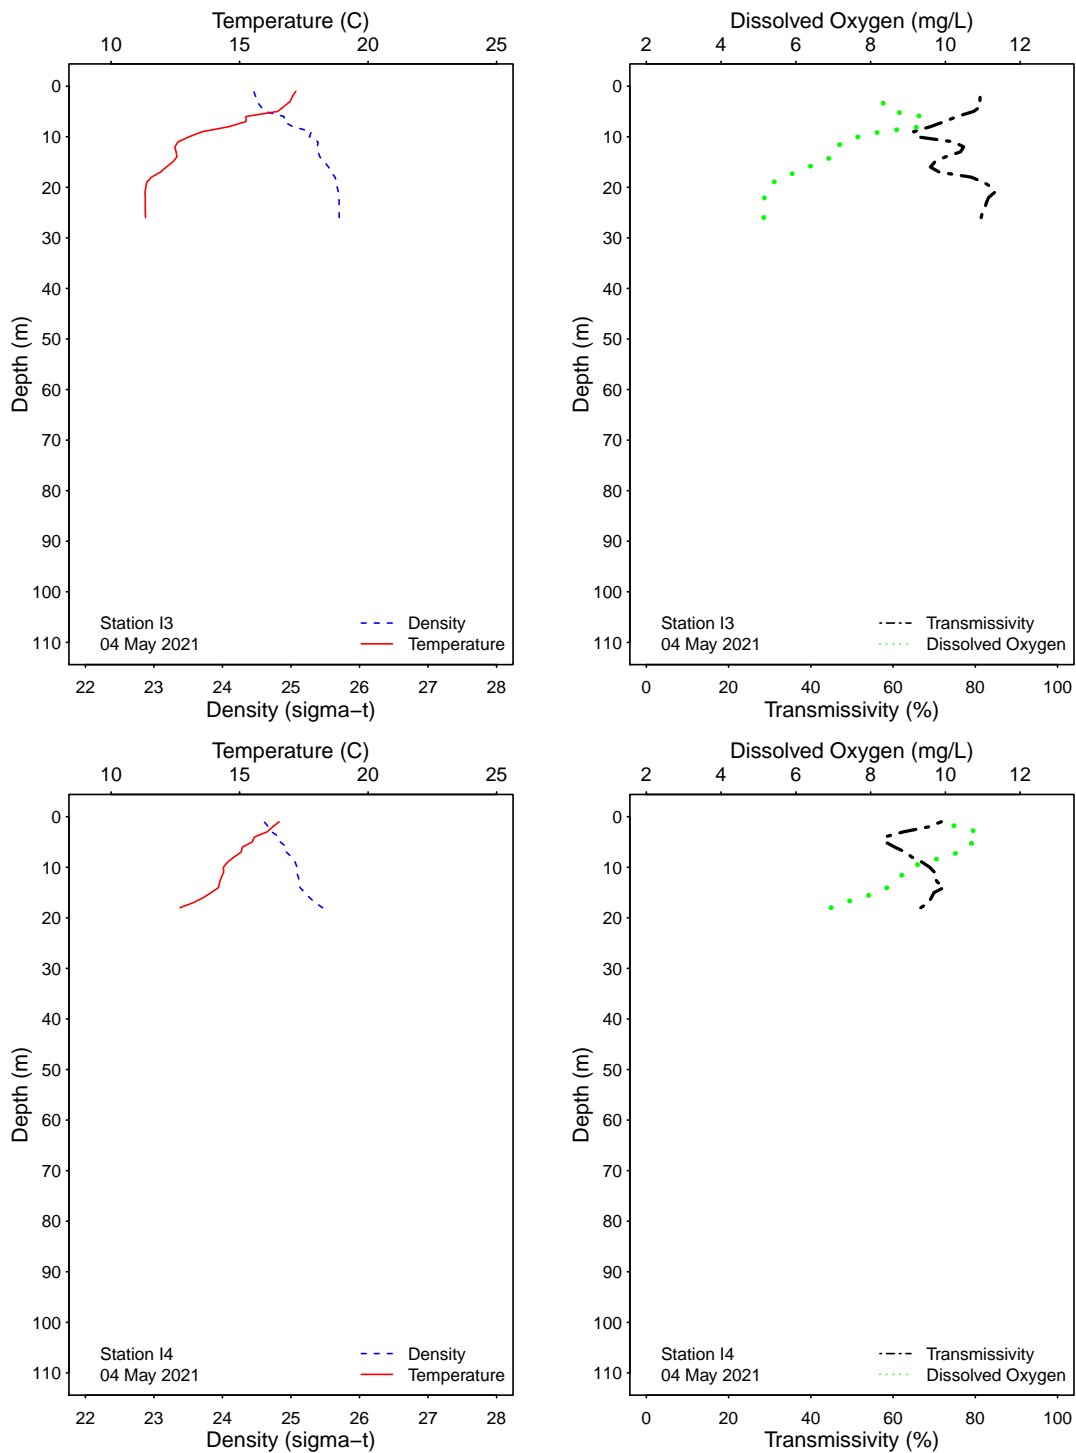 Temperature (C)
10 15 20 25
0
10
20
30
40
50
60
70
80
90
100
110
Depth (m)
Station I3
04 May 2021
Density
Temperature
22 23 24 25 26 27 28
Density (sigma−t)
Dissolved Oxygen (mg/L)
2 4 6 8 10 12
0
10
20
30
40
50
60
70
80
90
100
110
Depth (m)
Station I3
04 May 2021
Transmissivity
Dissolved Oxygen
0 20 40 60 80 100
Transmissivity (%)
Temperature (C)
10 15 20 25
0
10
20
30
40
50
60
70
80
90
100
110
Depth (m)
Station I4
04 May 2021
Density
Temperature
22 23 24 25 26 27 28
Density (sigma−t)
Dissolved Oxygen (mg/L)
2 4 6 8 10 12
0
10
20
30
40
50
60
70
80
90
100
110
Depth (m)
Station I4
04 May 2021
Transmissivity
Dissolved Oxygen
0 20 40 60 80 100
Transmissivity (%)